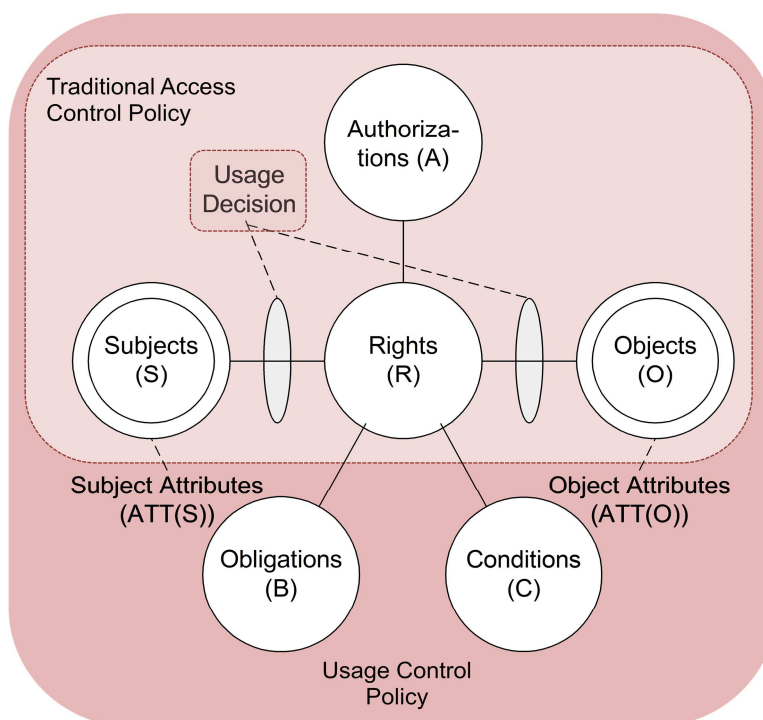 Traditional Access
Control Policy
Authoriza-
tions (A)
Usage
Decision
Subjects
(S)
Rights
(R)
Objects
(O)
Subject Attributes
(ATT(S))
Object Attributes
(ATT(O))
Obligations
(B)
Conditions
(C)
Usage Control
Policy